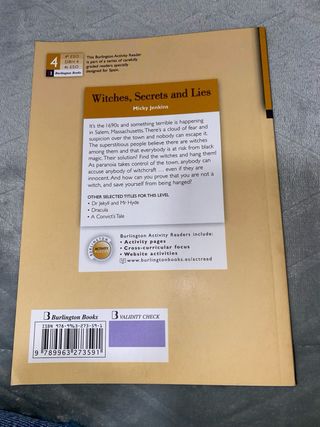 4
4º ESO
DBH 4
4t ESO
Burlington Books
This Burlington Activity Reader
is part of a series of carefully
graded readers specially
designed for Spain.
Witches, Secrets and Lies
Micky Jenkins
It's the 1690s and something terrible is happening
in Salem, Massachusetts. There's a cloud of fear and
suspicion over the town and nobody can escape it.
The superstitious people believe there are witches
among them and that everybody is at risk from black
magic. Their solution? Find the witches and hang them!
As paranoia takes control of the town, anybody can
accuse anybody of witchcraft ... even if they are
innocent. And how can you prove that you are not a
witch, and save yourself from being hanged?
OTHER SELECTED TITLES FOR THIS LEVEL
• Dr Jekyll and Mr Hyde
• Dracula
• A Convict's Tale
BURLINGTON
ACTIVITY
Burlington Activity Readers include:
• Activity pages
• Cross-curricular focus
• Website activities
www.burlingtonbooks.es/actread
B Burlington Books
B VALIDITY CHECK
ISBN 978-9963-273-59-1
9 789963 273591